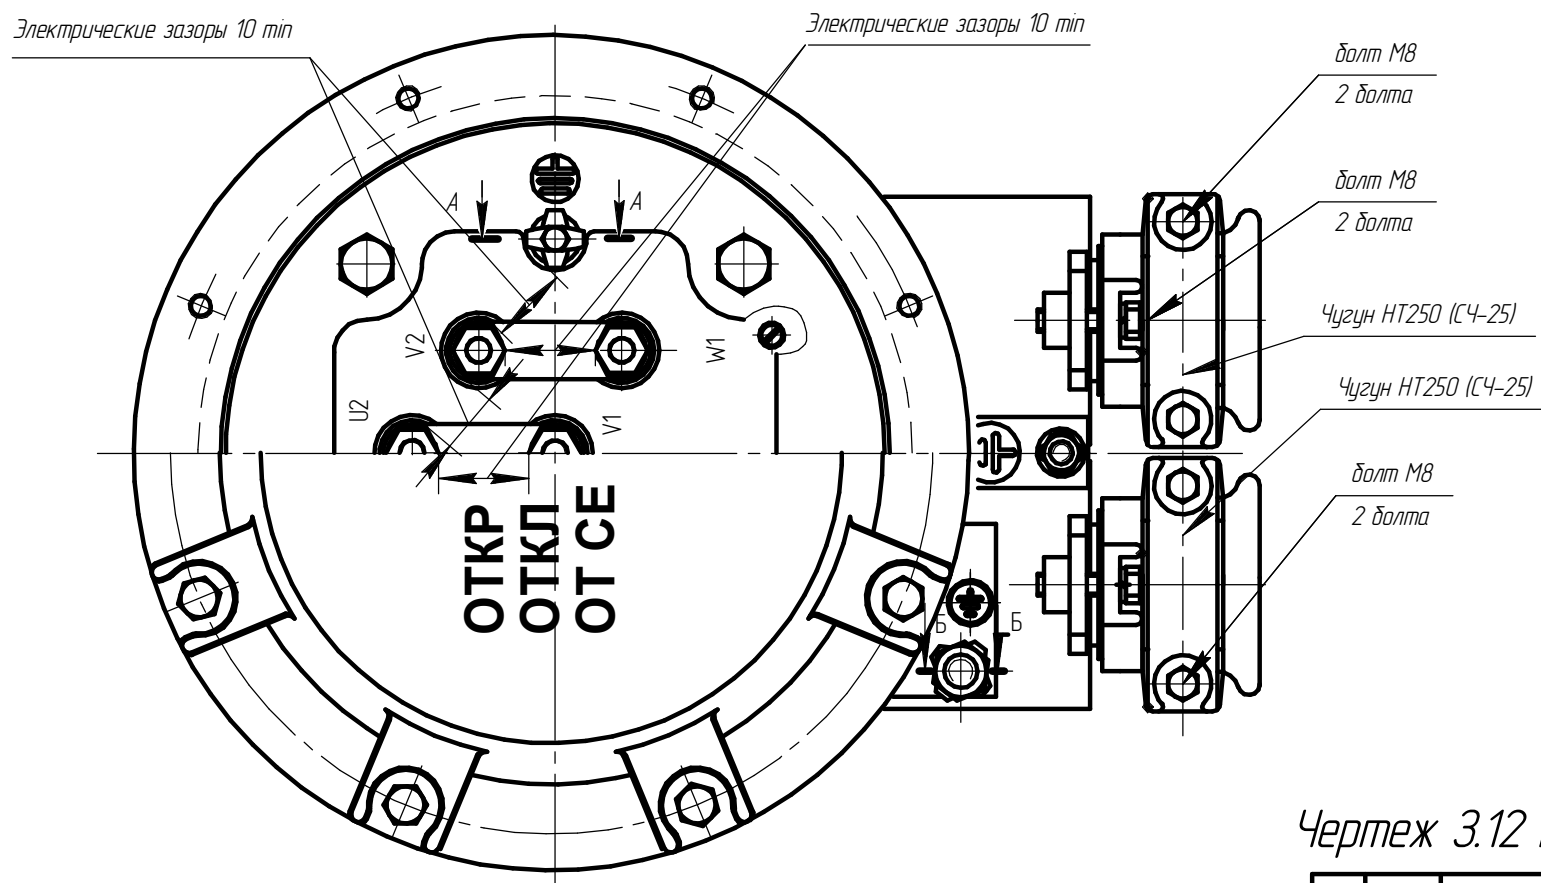 Электрические зазоры 10 min
Электрические зазоры 10 min
болт М8
2 болта
болт М8
2 болта
А
А
Чугун НТ250 (СЧ-25)
V2
W1
Чугун НТ250 (СЧ-25)
U2
V1
болт М8
2 болта
ОТКР
ОТКЛ
ОТ СЕ
Б
Б
Чертеж 3.12